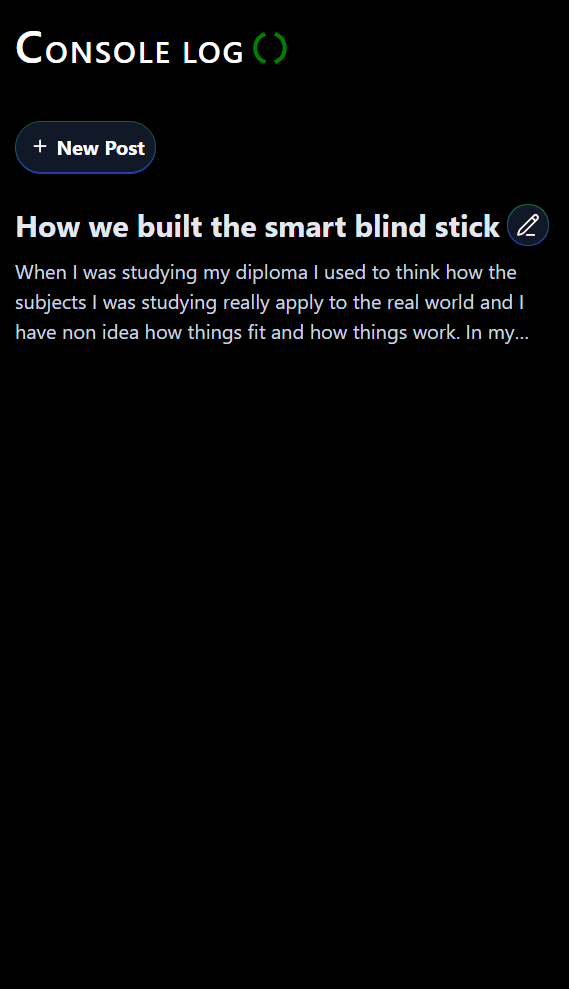 Console log ()
+ New Post
How we built the smart blind stick
When I was studying my diploma I used to think how the
subjects I was studying really apply to the real world and I
have non idea how things fit and how things work. In my...